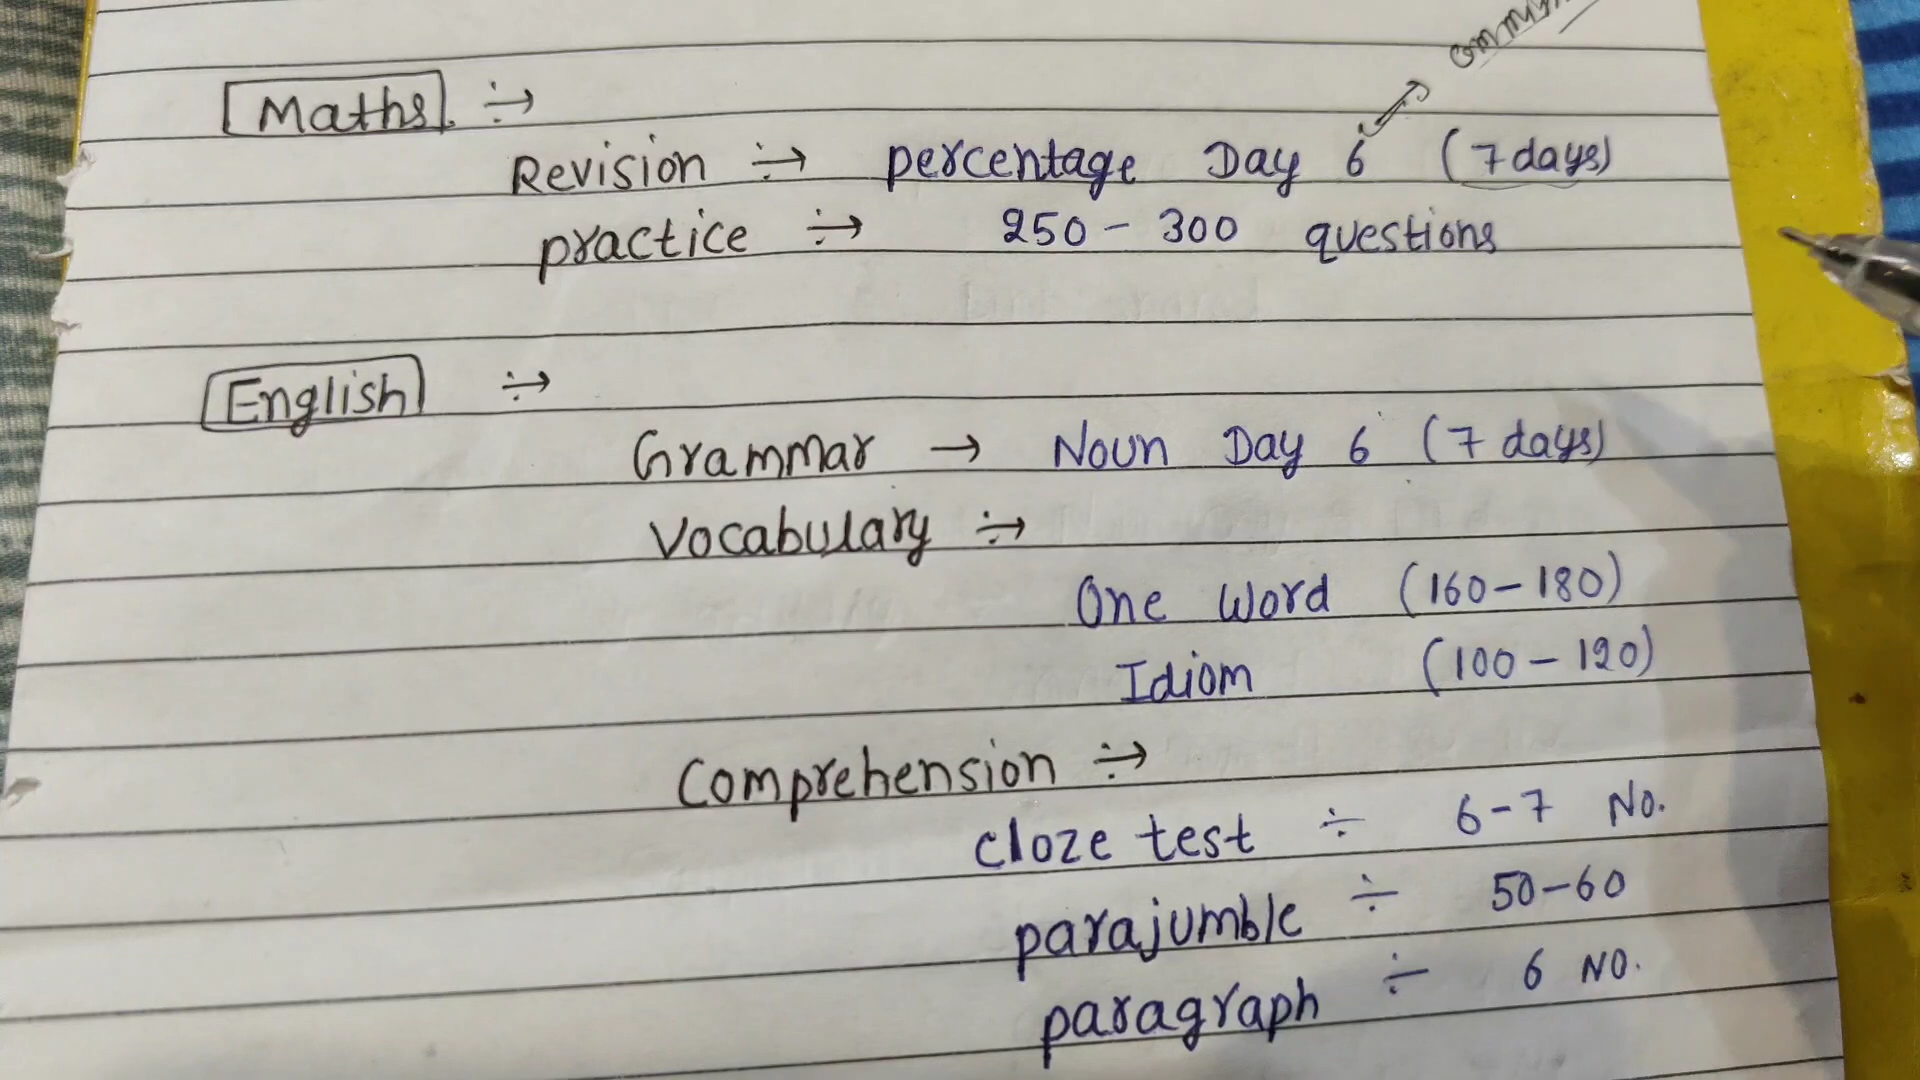 Maths ÷→
Revision ÷→ percentage Day 6 (7 days)
practice ÷→ 250 - 300 questions
English ÷→
Grammar → Noun Day 6 (7 days)
Vocabulary ÷→
One Word (160-180)
Idiom (100-120)
Comprehension ÷→
cloze test ÷ 6-7 No.
parajumble ÷ 50-60
paragraph ÷ 6 NO.